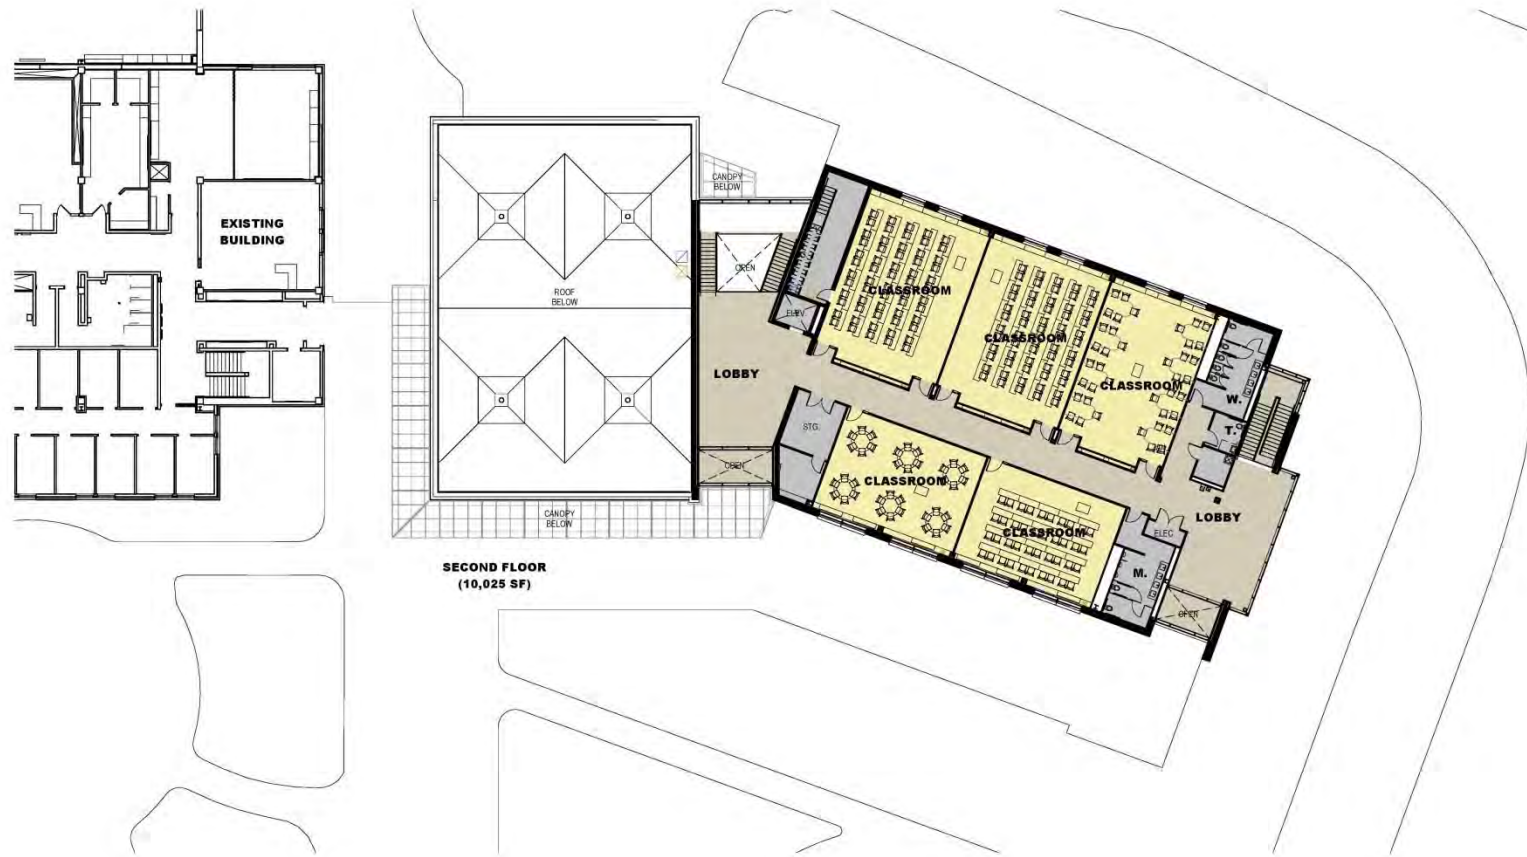 CANOPY
BELOW
EXISTING
BUILDING
OPEN
ROOF
BELOW
CLASSROOM
ELEV
CLASSROOM
LOBBY
CLASSROOM
W.
STG.
T.
OPEN
CLASSROOM
CANOPY
BELOW
LOBBY
CLASSROOM
ELEC
SECOND FLOOR
(10,025 SF)
M.
OPEN